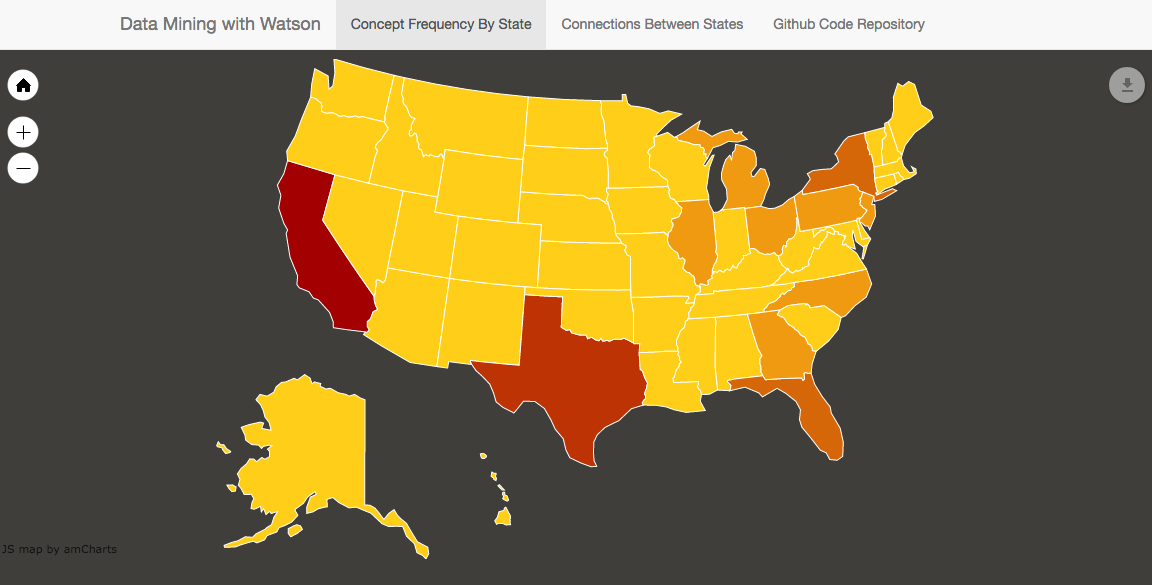 Data Mining with Watson
Concept Frequency By State
Connections Between States
Github Code Repository
JS map by amCharts